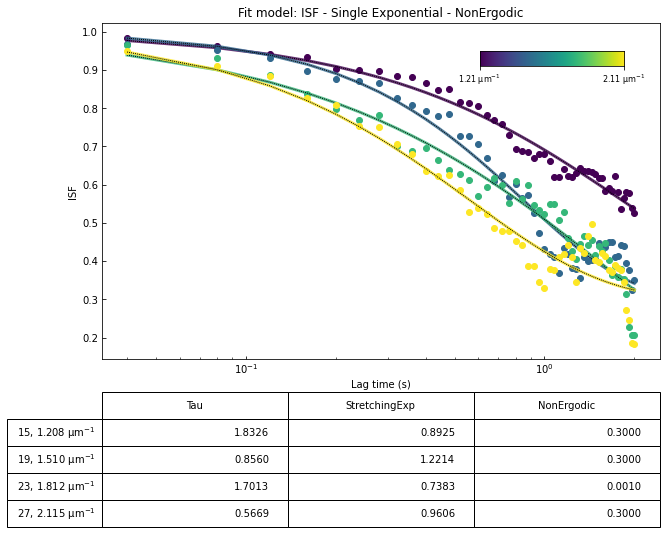 Fit model: ISF - Single Exponential - NonErgodic
1.0
0.9
0.8
0.7
0.6
0.5
0.4
0.3
0.2
ISF
1.21 μm⁻¹ 2.11 μm⁻¹
10⁻¹ 10⁰
Lag time (s)
Tau StretchingExp NonErgodic
15, 1.208 μm⁻¹ 1.8326 0.8925 0.3000
19, 1.510 μm⁻¹ 0.8560 1.2214 0.3000
23, 1.812 μm⁻¹ 1.7013 0.7383 0.0010
27, 2.115 μm⁻¹ 0.5669 0.9606 0.3000